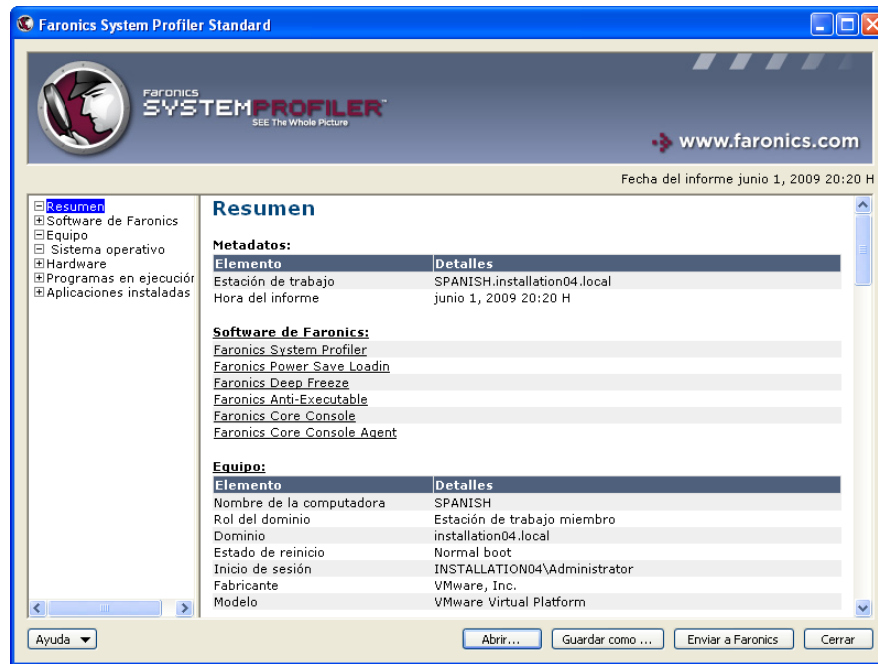 Faronics System Profiler Standard
FARONICS
SYSTEMPROFILER™
SEE The Whole Picture
www.faronics.com
Fecha del informe junio 1, 2009 20:20 H
Resumen
Software de Faronics
Equipo
Sistema operativo
Hardware
Programas en ejecución
Aplicaciones instaladas
Resumen
Metadatos:
Elemento Detalles
Estación de trabajo SPANISH.installation04.local
Hora del informe junio 1, 2009 20:20 H
Software de Faronics:
Faronics System Profiler
Faronics Power Save Loadin
Faronics Deep Freeze
Faronics Anti-Executable
Faronics Core Console
Faronics Core Console Agent
Equipo:
Elemento Detalles
Nombre de la computadora SPANISH
Rol del dominio Estación de trabajo miembro
Dominio installation04.local
Estado de reinicio Normal boot
Inicio de sesión INSTALLATION04\Administrator
Fabricante VMware, Inc.
Modelo VMware Virtual Platform
Ayuda Abrir... Guardar como ... Enviar a Faronics Cerrar